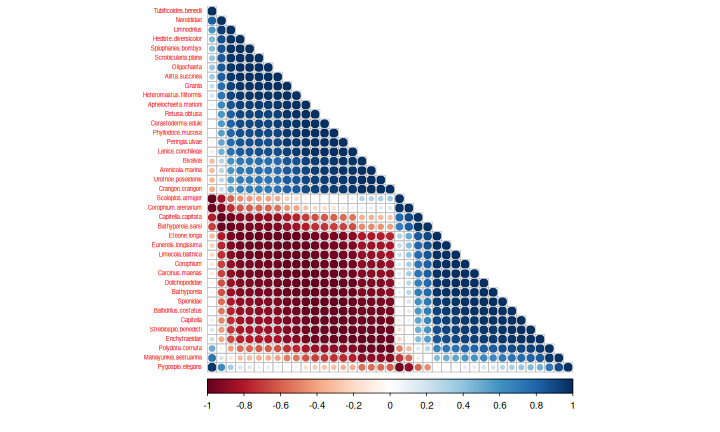 Tubificoides.benedii
Nereididae
Limnodrilus
Hediste.diversicolor
Spiophanes.bombyx
Scrobicularia.plana
Oligochaeta
Alitta.succinea
Grania
Heteromastus.filiformis
Aphelochaeta.marioni
Retusa.obtusa
Cerastoderma.edule
Phyllodoce.mucosa
Peringia.ulvae
Lanice.conchilega
Bivalvia
Arenicola.marina
Urothoe.poseidonis
Crangon.crangon
Scoloplos.armiger
Corophium.arenarium
Capitella.capitata
Bathyporeia.sarsi
Eteone.longa
Eunereis.longissima
Limecola.balthica
Corophium
Carcinus.maenas
Dolichopodidae
Bathyporeia
Spionidae
Capitella
Streblospio.benedicti
Enchytraeidae
Polydora.cornuta
Manayunkia.aestuarina
Pygospio.elegans
-1 -0.8 -0.6 -0.4 -0.2 0 0.2 0.4 0.6 0.8 1